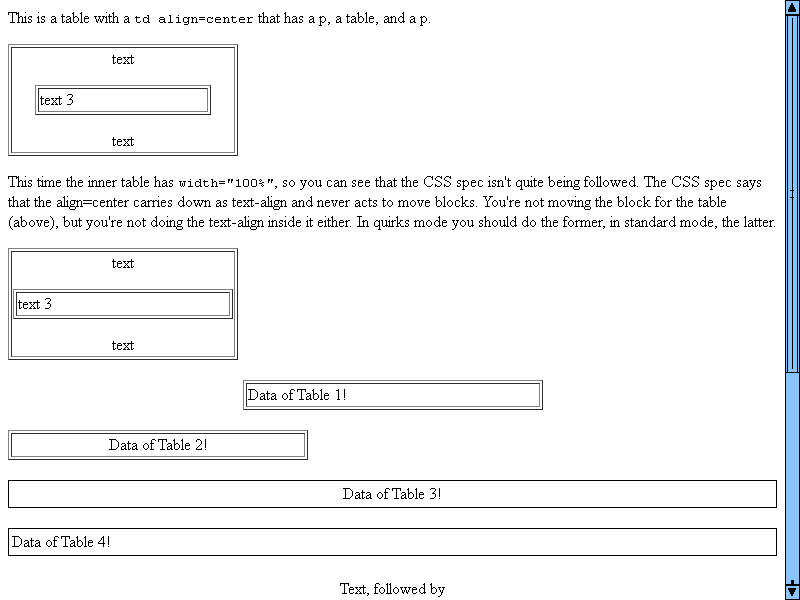 This is a table with a td align=center that has a p, a table, and a p.
text
text 3
text
This time the inner table has width="100%", so you can see that the CSS spec isn't quite being followed. The CSS spec says
that the align=center carries down as text-align and never acts to move blocks. You're not moving the block for the table
(above), but you're not doing the text-align inside it either. In quirks mode you should do the former, in standard mode, the latter.
text
text 3
text
Data of Table 1!
Data of Table 2!
Data of Table 3!
Data of Table 4!
Text, followed by